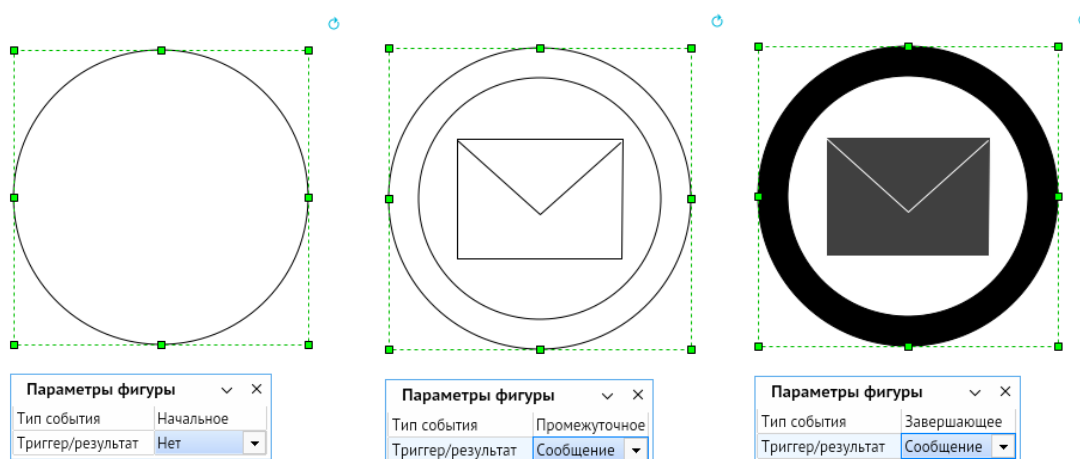 Параметры фигуры
Тип события Начальное
Триггер/результат Нет
Параметры фигуры
Тип события Промежуточное
Триггер/результат Сообщение
Параметры фигуры
Тип события Завершающее
Триггер/результат Сообщение